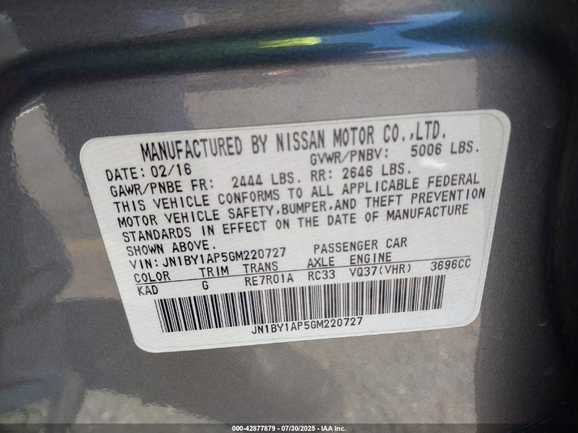 MANUFACTURED BY NISSAN MOTOR CO.,LTD.
DATE: 02/16 GVWR/PNBV: 5006 LBS.
GAWR/PNBE FR: 2444 LBS. RR: 2646 LBS.
THIS VEHICLE CONFORMS TO ALL APPLICABLE FEDERAL
MOTOR VEHICLE SAFETY,BUMPER,AND THEFT PREVENTION
STANDARDS IN EFFECT ON THE DATE OF MANUFACTURE
SHOWN ABOVE.
VIN: JN1BY1AP5GM220727 PASSENGER CAR
COLOR TRIM TRANS AXLE ENGINE
KAD G RE7R01A RC33 VQ37(VHR) 3696CC
JN1BY1AP5GM220727
000-42877879 - 07/30/2025 - IAA Inc.